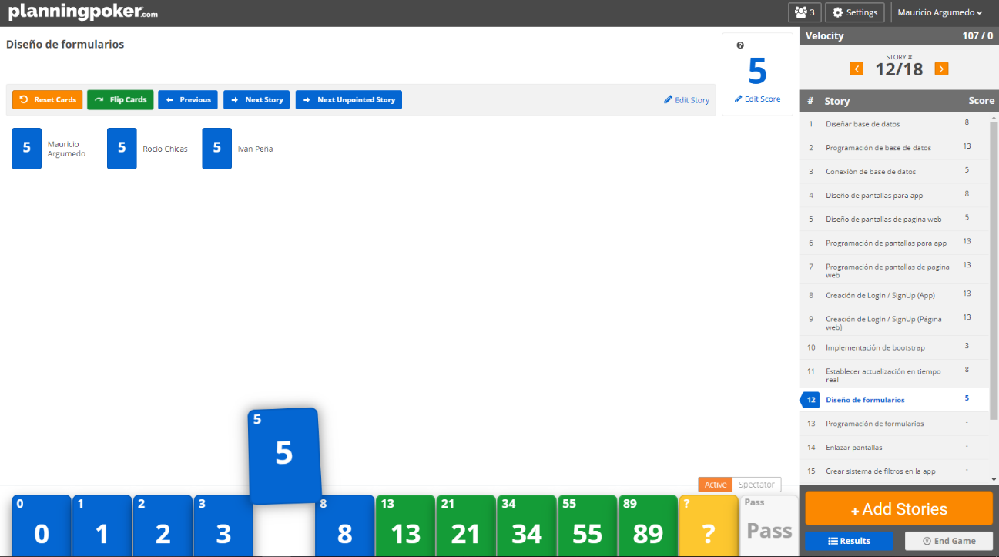 planningpoker.com
3
Settings
Mauricio Argumedo
Diseño de formularios
?
5
Edit Score
Reset Cards
Flip Cards
Previous
Next Story
Next Unpointed Story
Edit Story
5
Mauricio
Argumedo
5
Rocio Chicas
5
Ivan Peña
Velocity 107 / 0
STORY #
12/18
# Story Score
1 Diseñar base de datos 8
2 Programación de base de datos 13
3 Conexión de base de datos 5
4 Diseño de pantallas para app 8
5 Diseño de pantallas de pagina web 5
6 Programación de pantallas para app 13
7 Programación de pantallas de pagina 13
web
8 Creación de LogIn / SignUp (App) 13
9 Creación de LogIn / SignUp (Página 13
web)
10 Implementación de bootstrap 3
11 Establecer actualización en tiempo 8
real
12 Diseño de formularios 5
13 Programación de formularios -
14 Enlazar pantallas -
15 Crear sistema de filtros en la app -
5
5
Active Spectator
0
0
1
1
2
2
3
3
8
8
13
13
21
21
34
34
55
55
89
89
?
?
Pass
Pass
+ Add Stories
Results
End Game